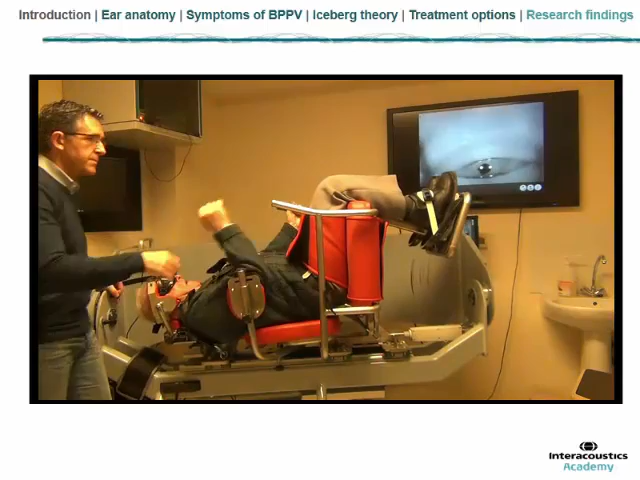 Introduction | Ear anatomy | Symptoms of BPPV | Iceberg theory | Treatment options | Research findings
Interacoustics
Academy